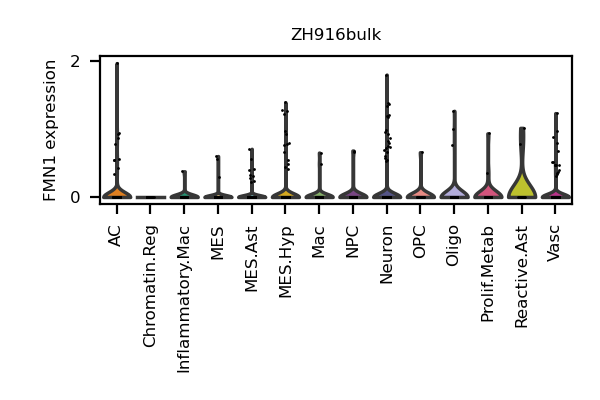 ZH916bulk
FMN1 expression
2
0
AC
Chromatin.Reg
Inflammatory.Mac
MES
MES.Ast
MES.Hyp
Mac
NPC
Neuron
OPC
Oligo
Prolif.Metab
Reactive.Ast
Vasc